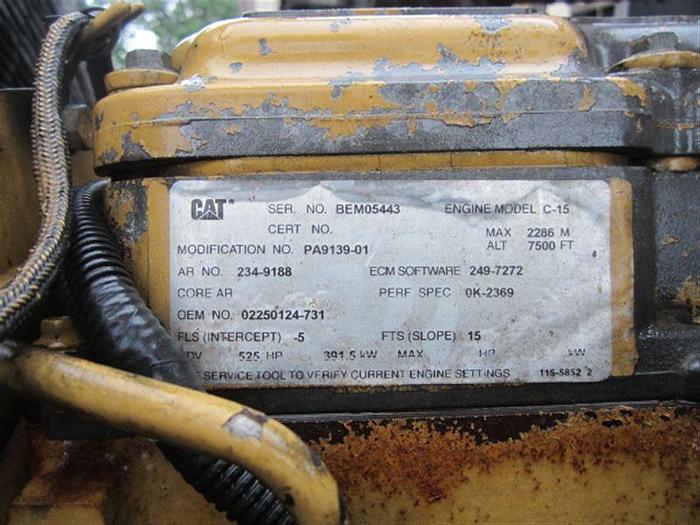 CAT® SER. NO. BEM05443 ENGINE MODEL C-15
CERT NO. MAX 2286 M
MODIFICATION NO. PA9139-01 ALT 7500 FT
AR NO. 234-9188 ECM SOFTWARE 249-7272
CORE AR PERF SPEC 0K-2369
OEM NO. 02250124-731
FLS (INTERCEPT) -5 FTS (SLOPE) 15
525 HP 391.5 kW MAX HP kW
SERVICE TOOL TO VERIFY CURRENT ENGINE SETTINGS 115-5852 2